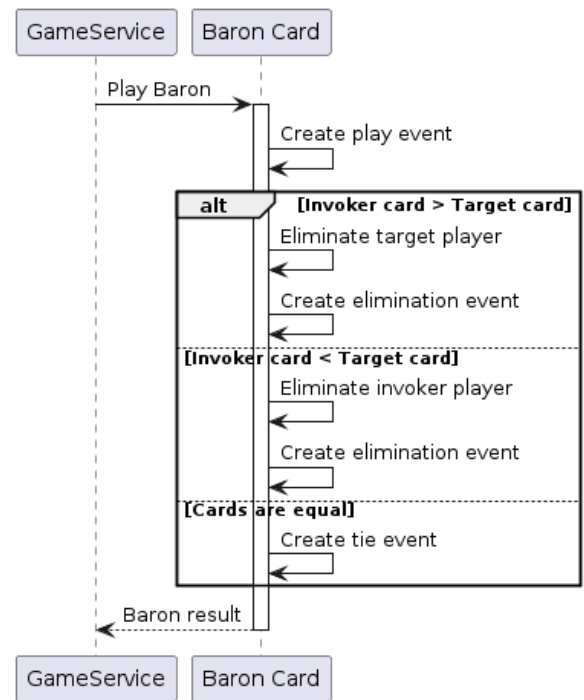 GameService
Baron Card
Play Baron
Create play event
alt
[Invoker card > Target card]
Eliminate target player
Create elimination event
[Invoker card < Target card]
Eliminate invoker player
Create elimination event
[Cards are equal]
Create tie event
Baron result
GameService
Baron Card